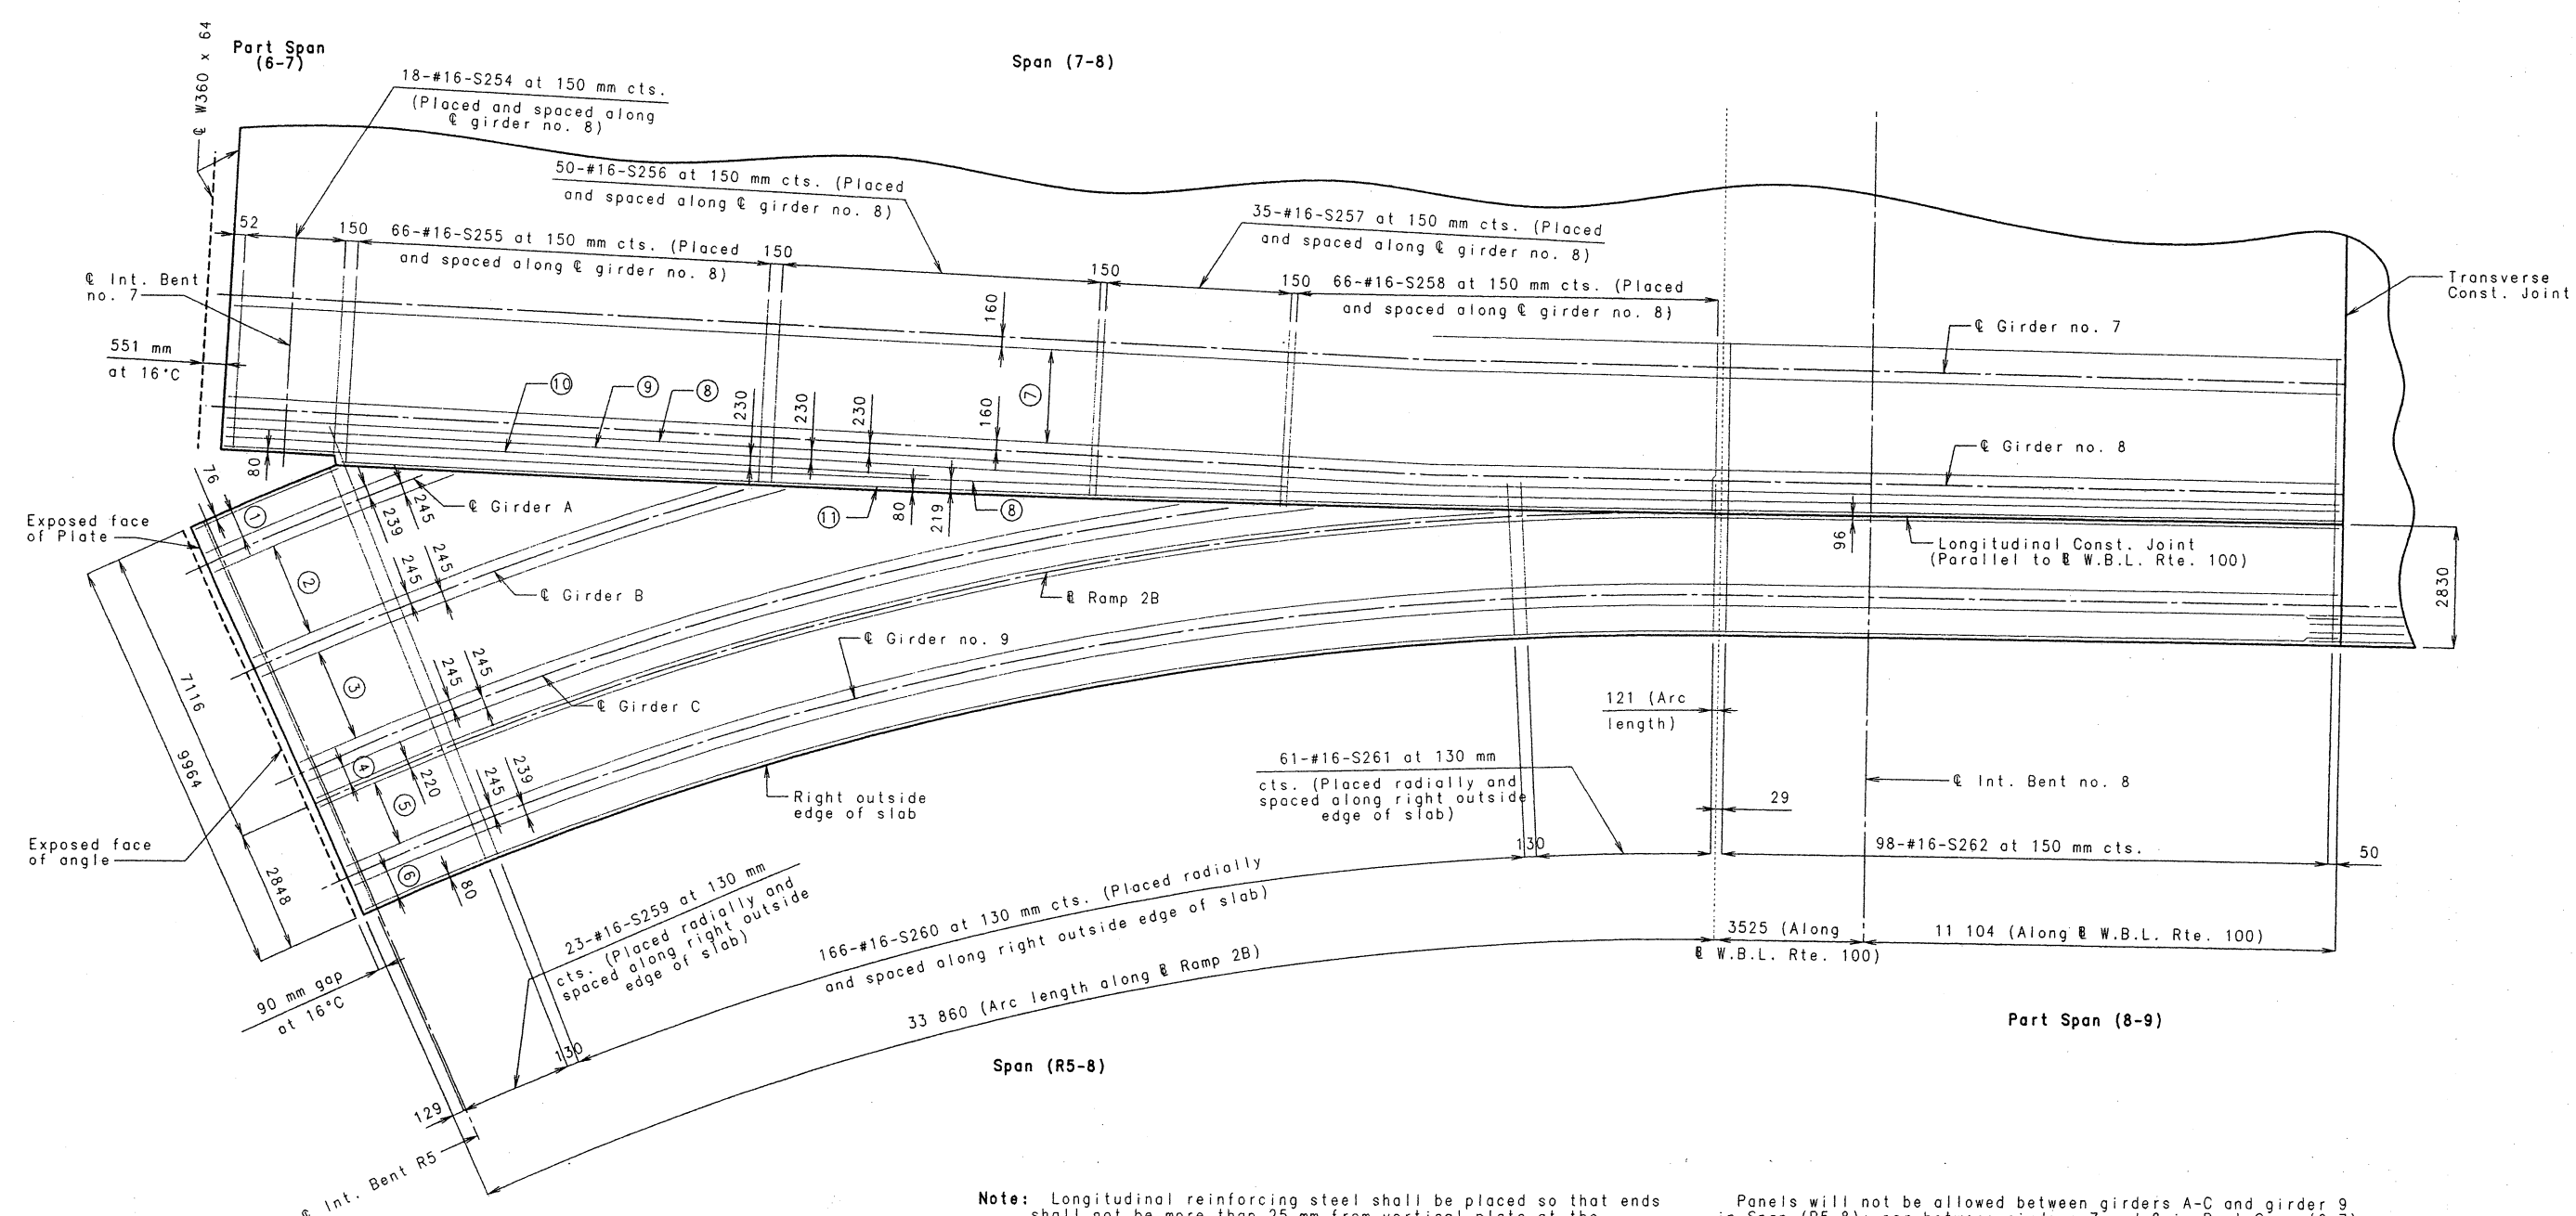 ℄ W360 x 64
Part Span
(6-7)
Span (7-8)
18-#16-S254 at 150 mm cts.
(Placed and spaced along
℄ girder no. 8)
50-#16-S256 at 150 mm cts. (Placed
and spaced along ℄ girder no. 8)
35-#16-S257 at 150 mm cts. (Placed
and spaced along ℄ girder no. 8)
52
150
66-#16-S255 at 150 mm cts. (Placed
and spaced along ℄ girder no. 8)
150
150
150
66-#16-S258 at 150 mm cts. (Placed
and spaced along ℄ girder no. 8)
Transverse
Const. Joint
℄ Int. Bent
no. 7
551 mm
at 16°C
160
℄ Girder no. 7
10
9
8
7
230
230
230
160
℄ Girder no. 8
80
76
1
239
245
℄ Girder A
11
80
219
8
96
Longitudinal Const. Joint
(Parallel to ℄ W.B.L. Rte. 100)
2830
Exposed face
of Plate
2
245
245
℄ Girder B
℄ Ramp 2B
℄ Girder no. 9
3
245
245
℄ Girder C
7116
9964
2848
4
220
5
245
239
6
80
Right outside
edge of slab
Exposed face
of angle
121 (Arc
length)
61-#16-S261 at 130 mm
cts. (Placed radially and
spaced along right outside
edge of slab)
29
℄ Int. Bent no. 8
130
98-#16-S262 at 150 mm cts.
50
23-#16-S259 at 130 mm
cts. (Placed radially and
spaced along right outside
edge of slab)
166-#16-S260 at 130 mm cts. (Placed radially
and spaced along right outside edge of slab)
3525 (Along
℄ W.B.L. Rte. 100)
11 104 (Along ℄ W.B.L. Rte. 100)
90 mm gap
at 16°C
33 860 (Arc length along ℄ Ramp 2B)
130
129
Part Span (8-9)
Span (R5-8)
℄ Int. Bent R5
Note: Longitudinal reinforcing steel shall be placed so that ends
shall not be more than 25 mm from vertical plate at the
Panels will not be allowed between girders A-C and girder 9